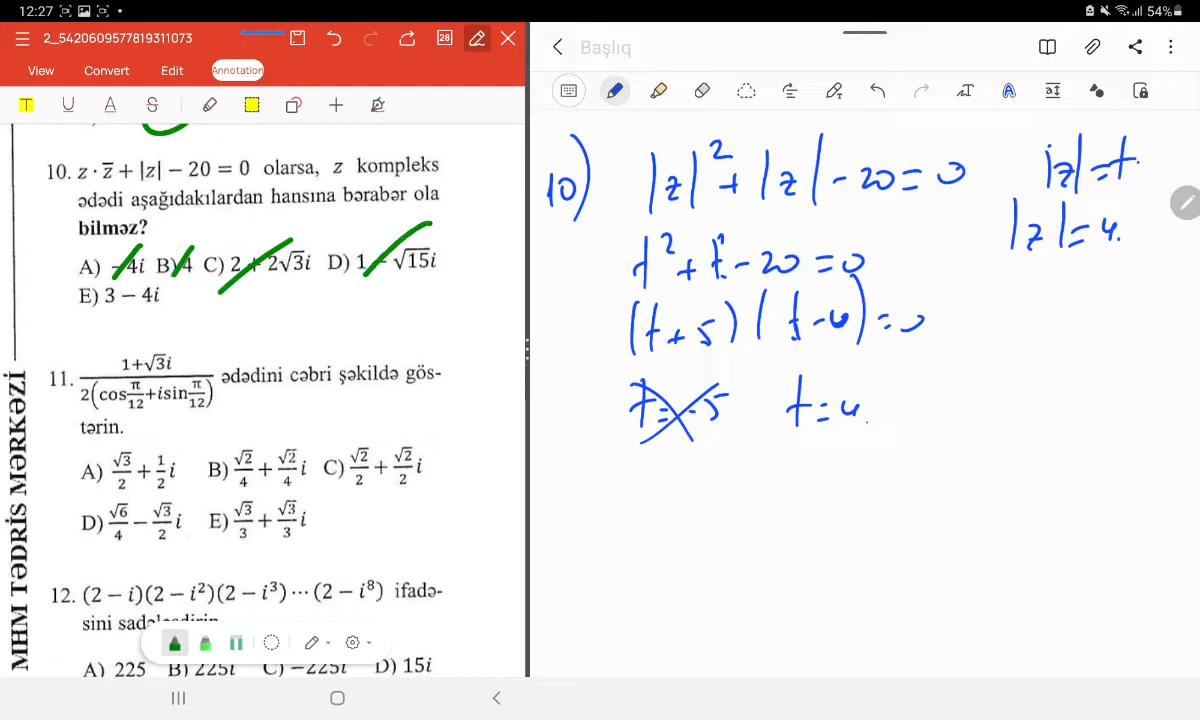 12:27
54%
2_5420609577819311073
28
View Convert Edit Annotation
10. z · z̅ + |z| − 20 = 0 olarsa, z kompleks
ədədi aşağıdakılardan hansına bərabər ola
bilməz?
A) −4i B) 4 C) 2 + 2√3i D) 1 − √15i
E) 3 − 4i
11. (1+√3i)/(2(cos π/12 + isin π/12)) ədədini cəbri şəkildə gös-
tərin.
A) √3/2 + 1/2 i B) √2/4 + √2/4 i C) √2/2 + √2/2 i
D) √6/4 − √3/2 i E) √3/3 + √3/3 i
12. (2 − i)(2 − i²)(2 − i³) ⋯ (2 − i⁸) ifadə-
A) 225 B) 225i C) −225i D) 15i
MHM TƏDRİS MƏRKƏZİ
Başlıq
10) |z|² + |z| − 20 = 0 |z| = t
|z| = 4.
t² + t − 20 = 0
(t + 5)(t − 4) = 0
t = −5 t = 4.